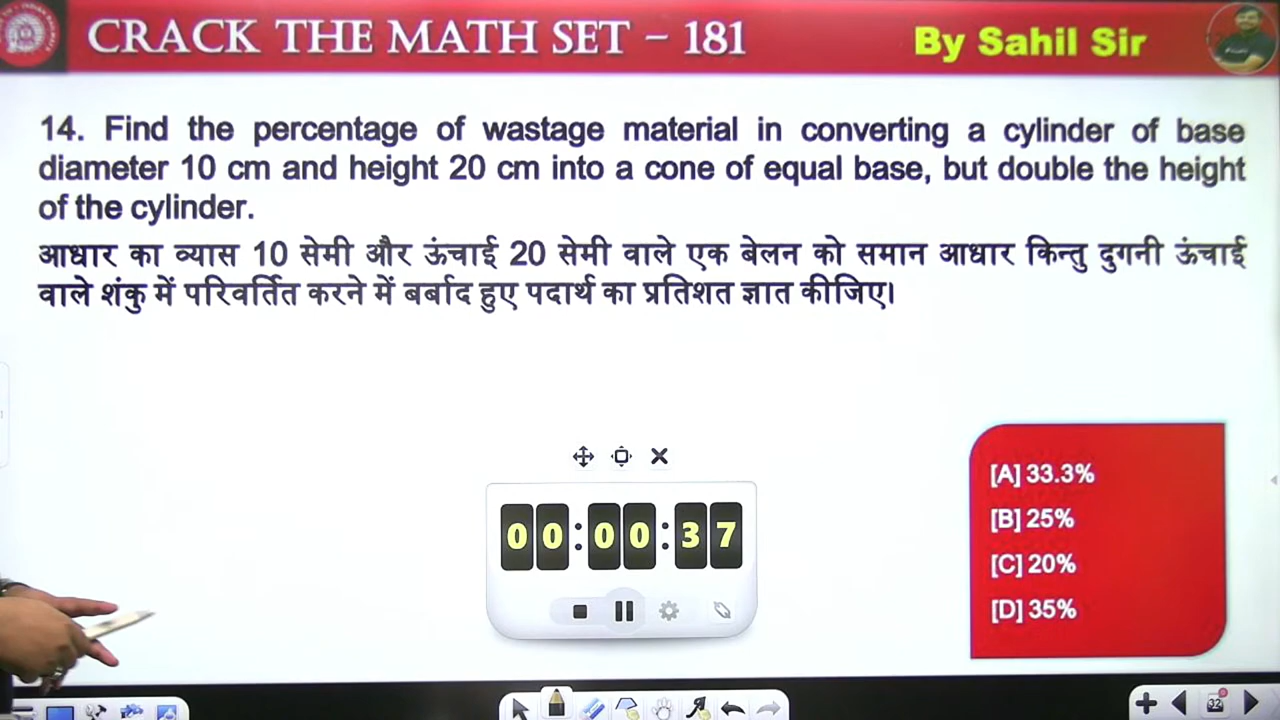 CRACK THE MATH SET – 181
By Sahil Sir
14. Find the percentage of wastage material in converting a cylinder of base
diameter 10 cm and height 20 cm into a cone of equal base, but double the height
of the cylinder.
आधार का व्यास 10 सेमी और ऊंचाई 20 सेमी वाले एक बेलन को समान आधार किन्तु दुगनी ऊंचाई
वाले शंकु में परिवर्तित करने में बर्बाद हुए पदार्थ का प्रतिशत ज्ञात कीजिए।
[A] 33.3%
[B] 25%
[C] 20%
[D] 35%
00:00:37
32